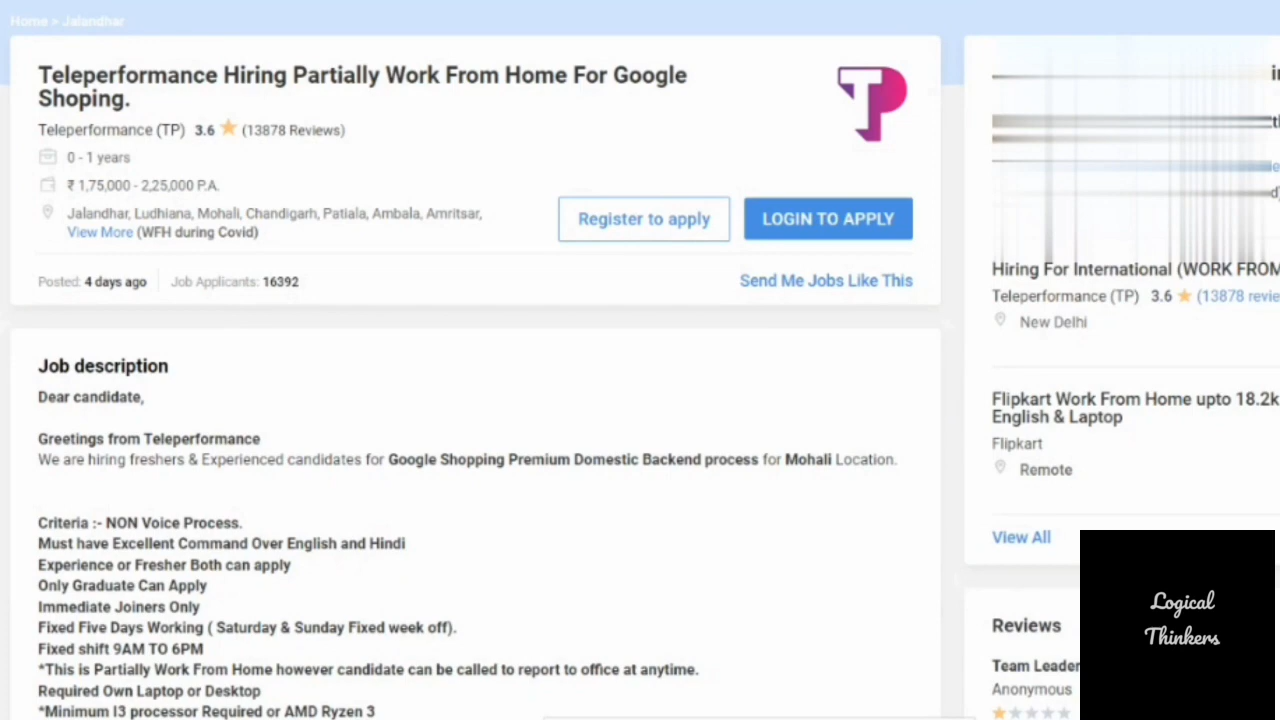 Home > Jalandhar
Teleperformance Hiring Partially Work From Home For Google
Shoping.
Teleperformance (TP) 3.6 (13878 Reviews)
0 - 1 years
₹ 1,75,000 - 2,25,000 P.A.
Jalandhar, Ludhiana, Mohali, Chandigarh, Patiala, Ambala, Amritsar,
View More (WFH during Covid)
Register to apply
LOGIN TO APPLY
Posted: 4 days ago
Job Applicants: 16392
Send Me Jobs Like This
TP
Job description
Dear candidate,
Greetings from Teleperformance
We are hiring freshers & Experienced candidates for Google Shopping Premium Domestic Backend process for Mohali Location.
Criteria :- NON Voice Process.
Must have Excellent Command Over English and Hindi
Experience or Fresher Both can apply
Only Graduate Can Apply
Immediate Joiners Only
Fixed Five Days Working ( Saturday & Sunday Fixed week off).
Fixed shift 9AM TO 6PM
*This is Partially Work From Home however candidate can be called to report to office at anytime.
Required Own Laptop or Desktop
*Minimum I3 processor Required or AMD Ryzen 3
Hiring For International (WORK FROM
Teleperformance (TP) 3.6 (13878 revie
New Delhi
Flipkart Work From Home upto 18.2k
English & Laptop
Flipkart
Remote
View All
Reviews
Team Leader
Anonymous
Logical
Thinkers